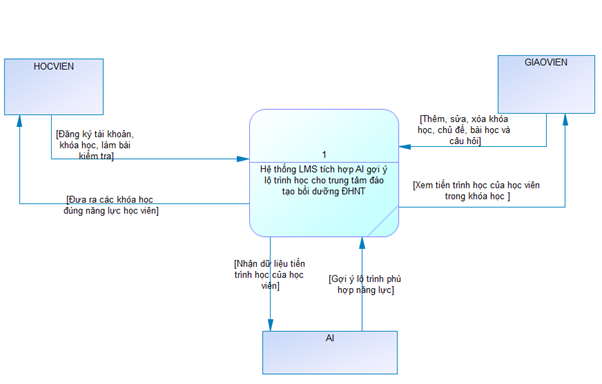 HOCVIEN
GIAOVIEN
[Đăng ký tài khoản,
khóa học, làm bài
kiểm tra]
[Thêm, sửa, xóa khóa
học, chủ đề, bài học và
câu hỏi]
1
Hệ thống LMS tích hợp AI gợi ý
lộ trình học cho trung tâm đào
tạo bồi dưỡng ĐHNT
[Đưa ra các khóa học
đúng năng lực học viên]
[Xem tiến trình học của học viên
trong khóa học ]
[Nhận dữ liệu tiến
trình học của học
viên]
[Gợi ý lộ trình phù
hợp năng lực]
AI